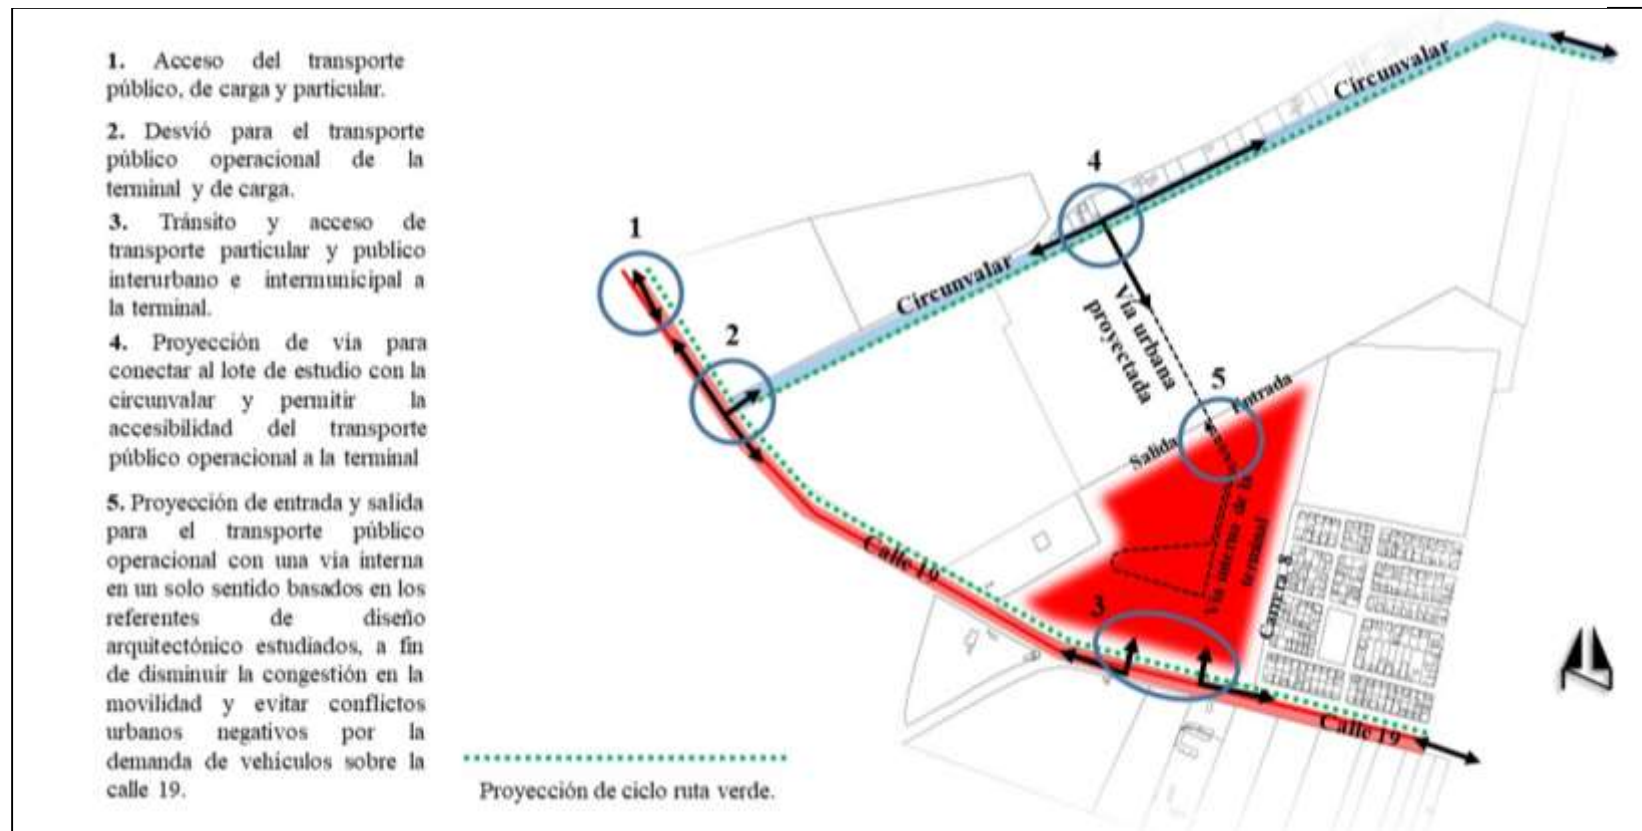 1. Acceso del transporte
público, de carga y particular.
2. Desvió para el transporte
público operacional de la
terminal y de carga.
3. Tránsito y acceso de
transporte particular y publico
interurbano e intermunicipal a
la terminal.
4. Proyección de via para
conectar al lote de estudio con la
circunvalar y permitir la
accesibilidad del transporte
público operacional a la terminal
5. Proyección de entrada y salida
para el transporte público
operacional con una via interna
en un solo sentido basados en los
referentes de diseño
arquitectónico estudiados, a fin
de disminuir la congestión en la
movilidad y evitar conflictos
urbanos negativos por la
demanda de vehículos sobre la
calle 19.
Proyección de ciclo ruta verde.
1
2
4
5
3
Circunvalar
Circunvalar
Vía urbana
proyectada
Entrada
Salida
Vía interna de la
terminal
Carrera 8
Calle 19
Calle 19